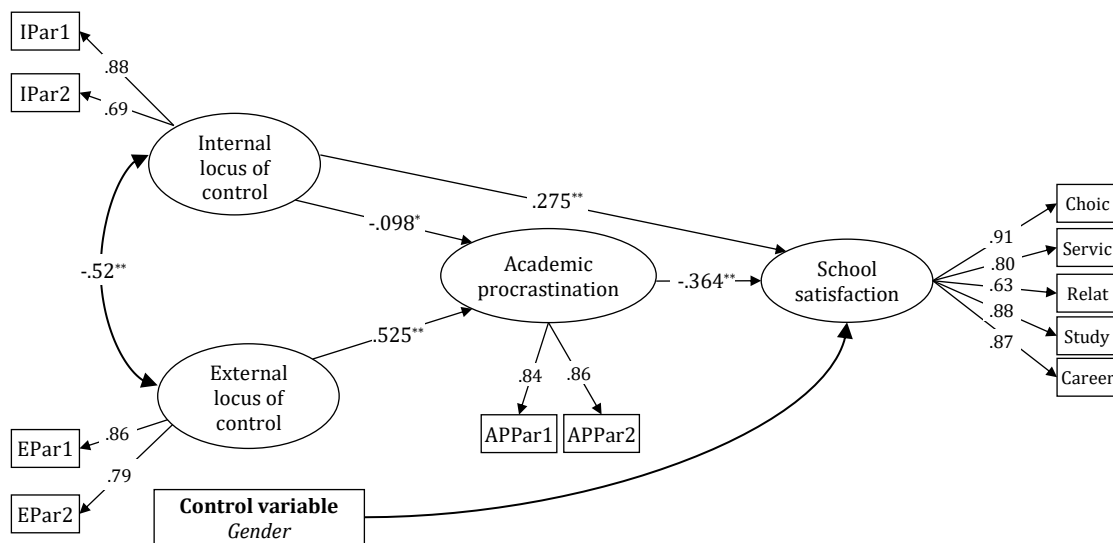 IPar1
.88
IPar2
.69
Internal
locus of
control
.275**
-.098*
-.52**
Academic
procrastination
-.364**
School
satisfaction
.91
Choic
.80
Servic
.63
Relat
.88
Study
.87
Career
.525**
External
locus of
control
.84
.86
APPar1
APPar2
EPar1
.86
.79
EPar2
Control variable
Gender